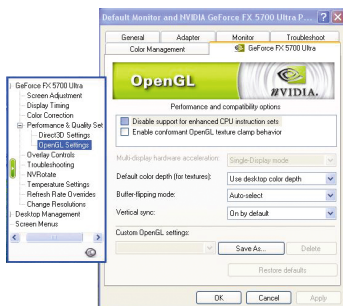 Default Monitor and NVIDIA GeForce FX 5700 Ultra P...
General
Adapter
Monitor
Troubleshoot
Color Management
GeForce FX 5700 Ultra
OpenGL
NVIDIA.
Performance and compatibility options
Disable support for enhanced CPU instruction sets
Enable conformant OpenGL texture clamp behavior
Multi-display hardware acceleration:
Single-Display mode
Default color depth (for textures):
Use desktop color depth
Buffer-flipping mode:
Auto-select
Vertical sync:
On by default
Custom OpenGL settings:
Save As...
Delete
Restore defaults
OK
Cancel
Apply
GeForce FX 5700 Ultra
Screen Adjustment
Display Timing
Color Correction
Performance & Quality Set
Direct3D Settings
OpenGL Settings
Overlay Controls
Troubleshooting
NVRotate
Temperature Settings
Refresh Rate Overrides
Change Resolutions
Desktop Management
Screen Menus